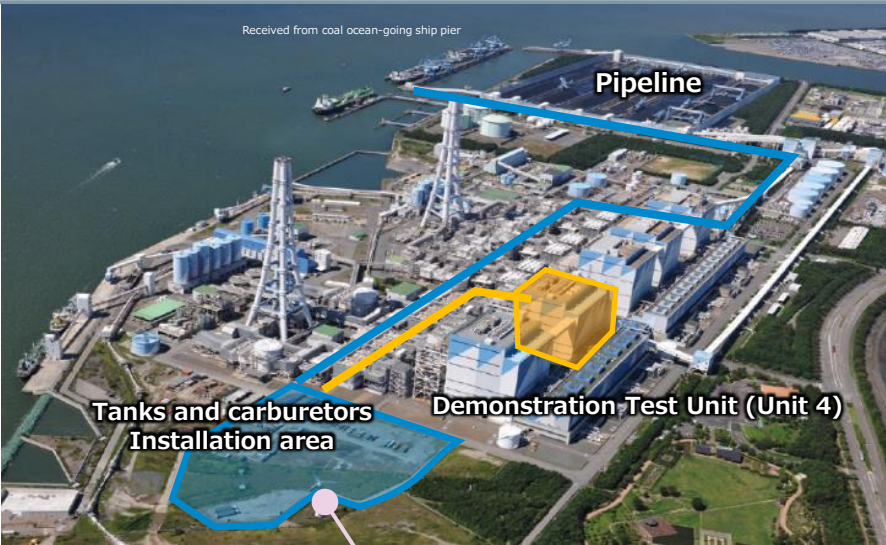 Received from coal ocean-going ship pier
Pipeline
Tanks and carburetors
Installation area
Demonstration Test Unit (Unit 4)